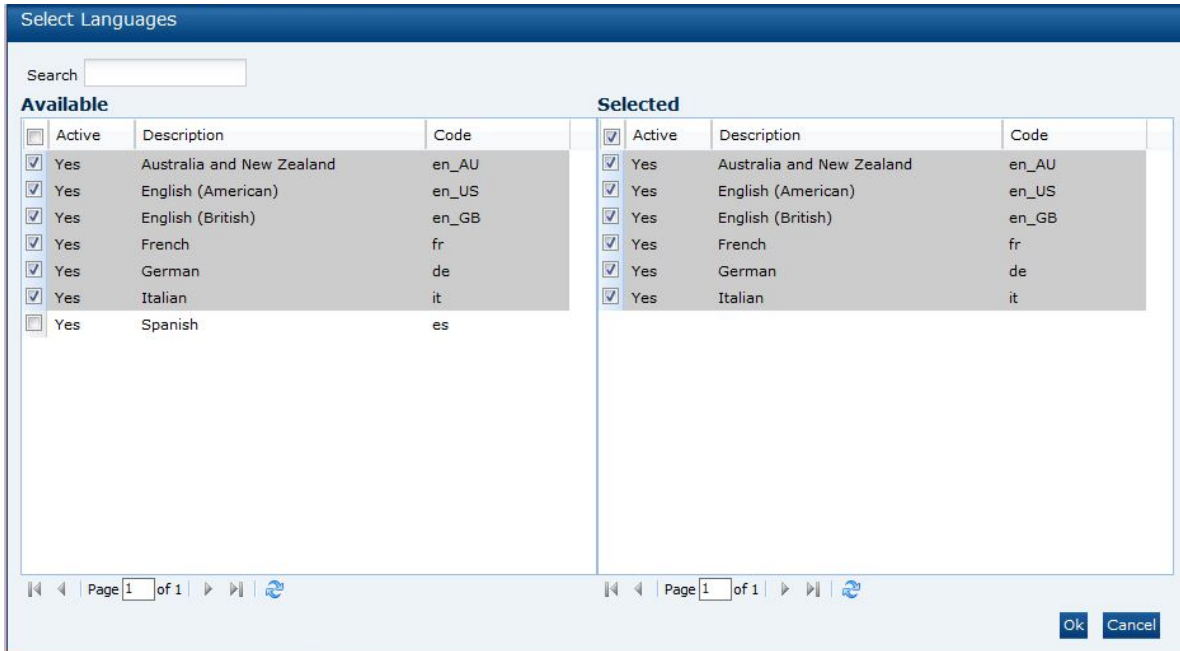 Select Languages
Search
Available
Active Description Code
Yes Australia and New Zealand en_AU
Yes English (American) en_US
Yes English (British) en_GB
Yes French fr
Yes German de
Yes Italian it
Yes Spanish es
Page 1 of 1
Selected
Active Description Code
Yes Australia and New Zealand en_AU
Yes English (American) en_US
Yes English (British) en_GB
Yes French fr
Yes German de
Yes Italian it
Page 1 of 1
Ok Cancel